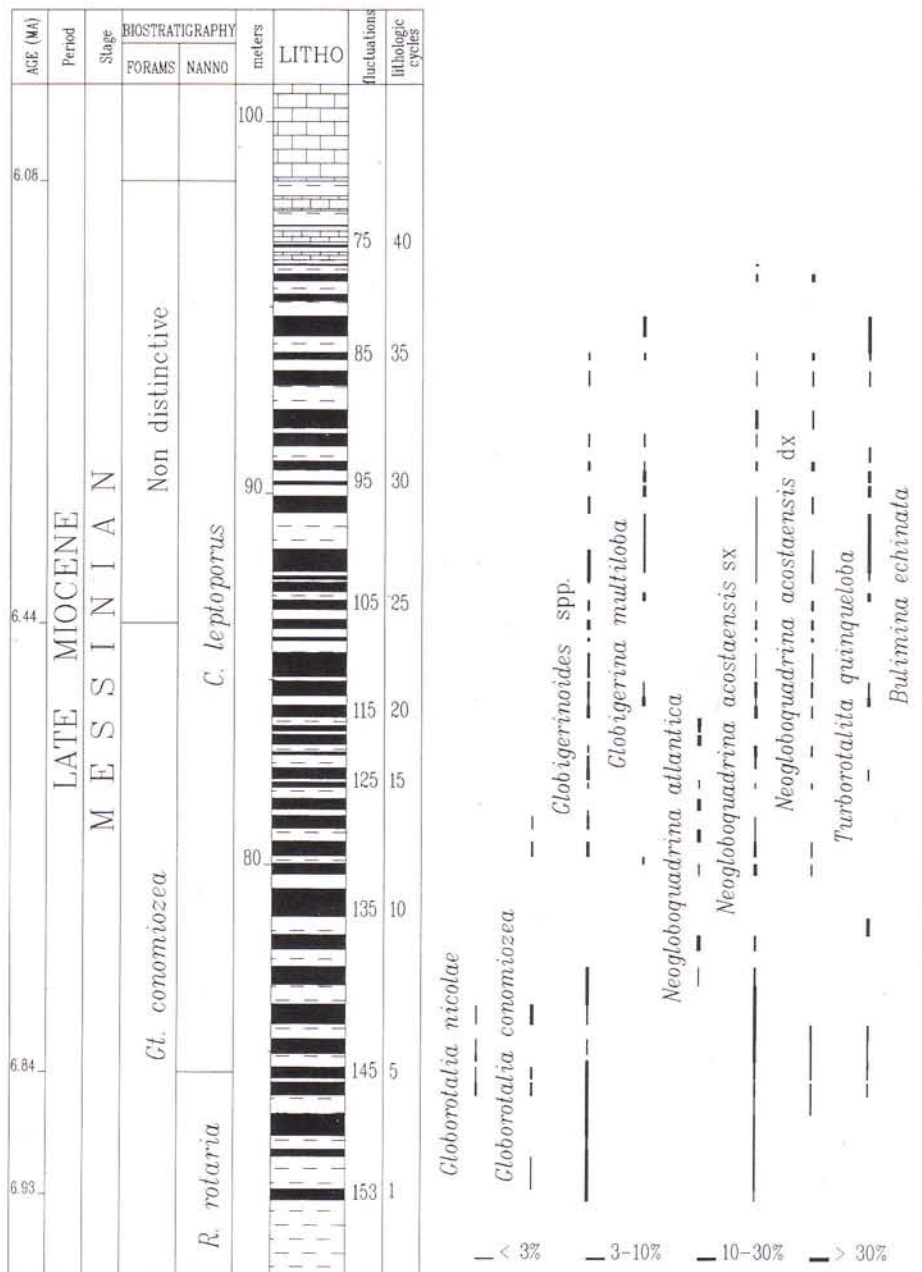 AGE (MA)
Period
Stage
BIOSTRATIGRAPHY
FORAMS
NANNO
meters
LITHO
fluctuations
lithologic
cycles
6.08
6.44
6.84
6.93
LATE MIOCENE
MESSINIAN
Non distinctive
Gt. conomiozea
C. leptoporus
R. rotaria
100
90
80
75 40
85 35
95 30
105 25
115 20
125 15
135 10
145 5
153 1
Globorotalia nicolae
Globorotalia conomiozea
Globigerinoides spp.
Globigerina multiloba
Neogloboquadrina atlantica
Neogloboquadrina acostaensis sx
Neogloboquadrina acostaensis dx
Turborotalita quinqueloba
Bulimina echinata
< 3% 3-10% 10-30% > 30%